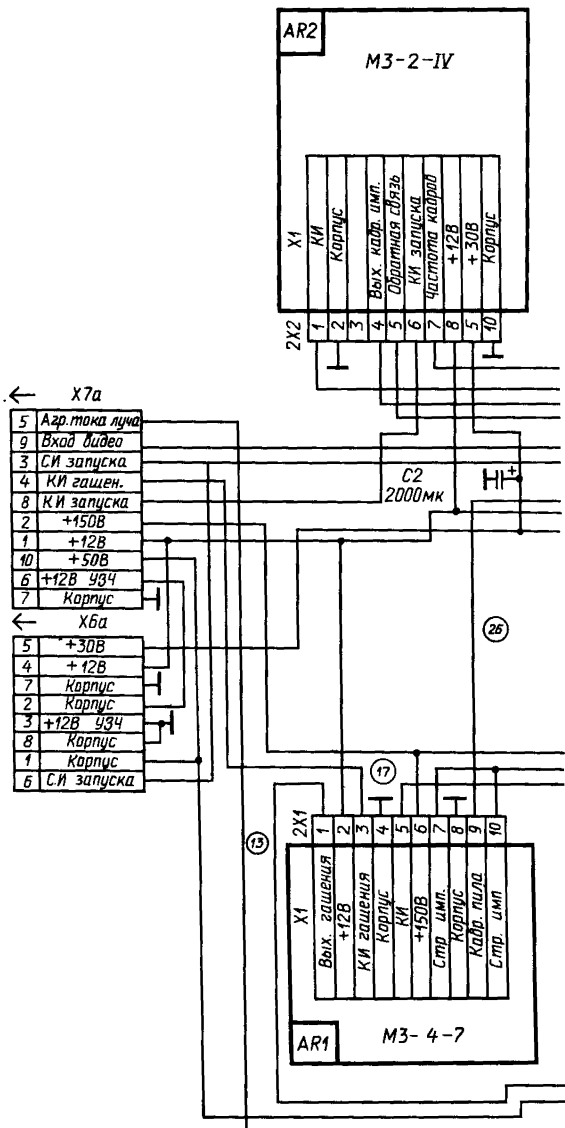 AR2
М3-2-IV
X1
КИ
Корпус
Вых. кадр. имп.
Обратная связь
КИ запуска
Частота кадров
+12В
+30В
Корпус
2X2
1 2 3 4 5 6 7 8 5 10
← X7а
5 Агр.тока луча
9 Вход видео
3 СИ запуска
4 КИ гашен.
8 КИ запуска
2 +150В
1 +12В
10 +50В
6 +12В УЗЧ
7 Корпус
← X6а
5 +30В
4 +12В
7 Корпус
2 Корпус
3 +12В УЗЧ
8 Корпус
1 Корпус
6 СИ запуска
С2
2000мк
+
26
17
13
2X1
1 2 3 4 5 6 7 8 9 10
X1
Вых. гашения
+12В
КИ гашения
Корпус
КИ
+150В
Стр. имп.
Корпус
Кадр. пила
Стр. имп
AR1
М3-4-7